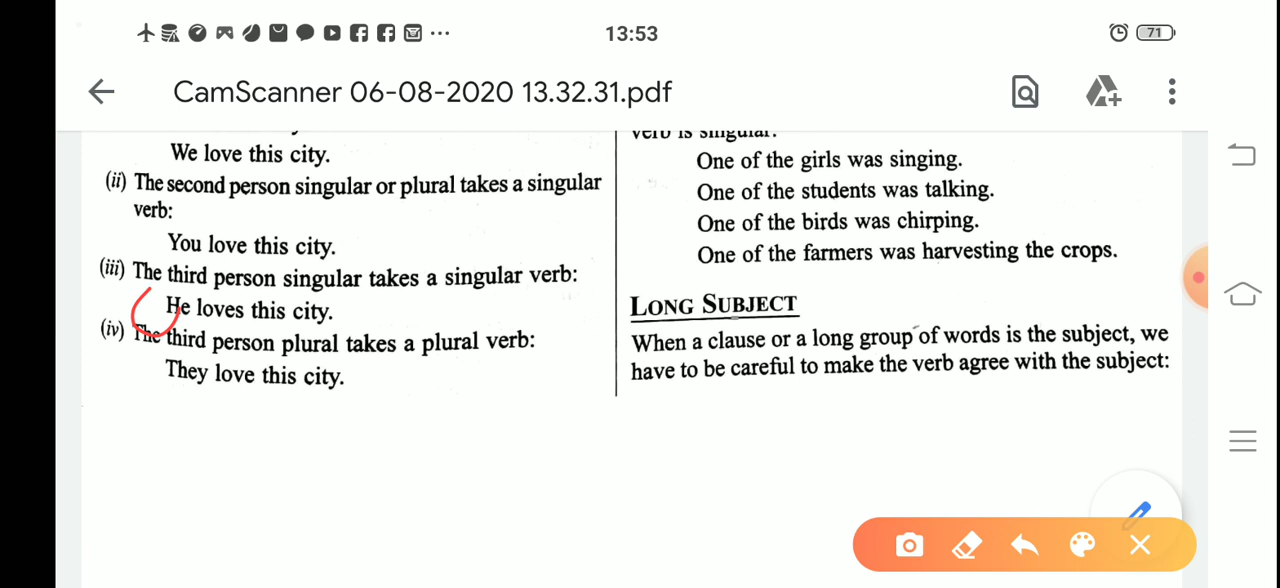 13:53
71
CamScanner 06-08-2020 13.32.31.pdf
We love this city.
(ii) The second person singular or plural takes a singular
verb:
You love this city.
(iii) The third person singular takes a singular verb:
He loves this city.
(iv) The third person plural takes a plural verb:
They love this city.
verb is singular.
One of the girls was singing.
One of the students was talking.
One of the birds was chirping.
One of the farmers was harvesting the crops.
LONG SUBJECT
When a clause or a long group of words is the subject, we
have to be careful to make the verb agree with the subject: